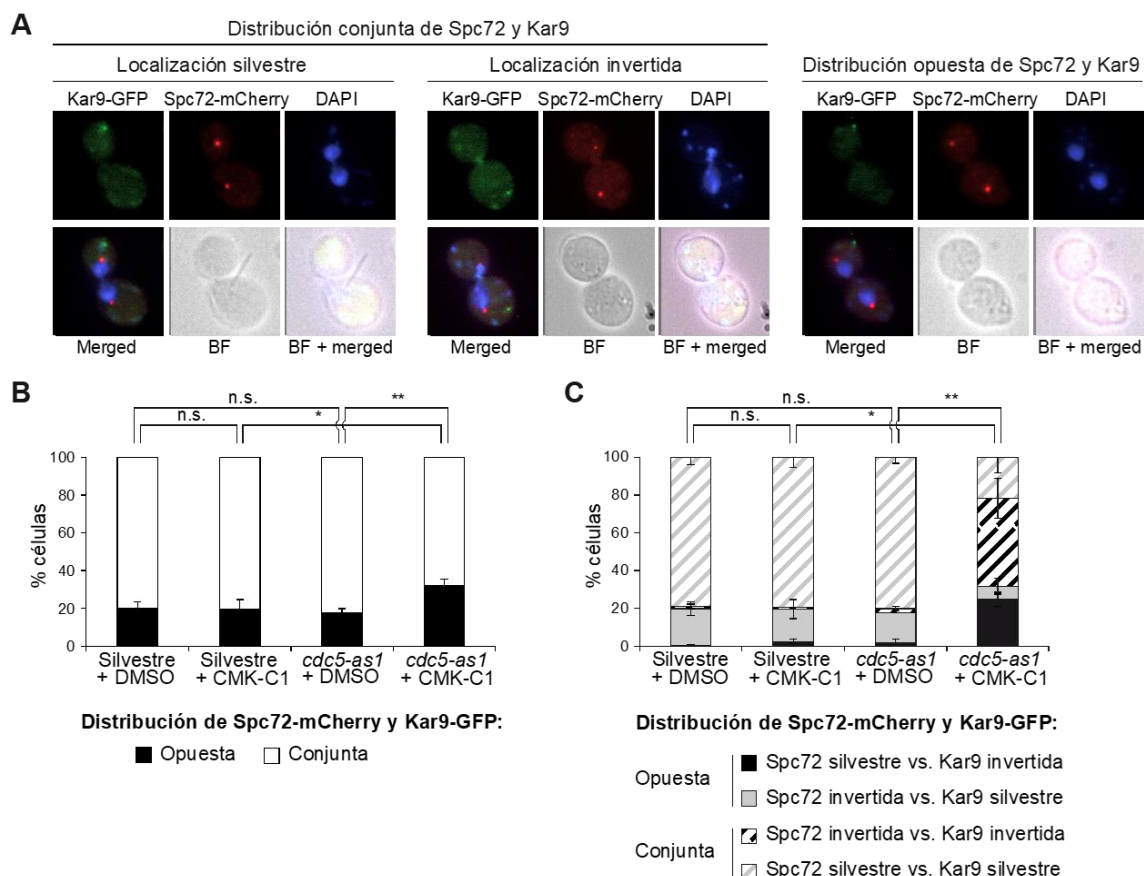 A
Distribución conjunta de Spc72 y Kar9
Localización silvestre
Localización invertida
Distribución opuesta de Spc72 y Kar9
Kar9-GFP Spc72-mCherry DAPI
Kar9-GFP Spc72-mCherry DAPI
Kar9-GFP Spc72-mCherry DAPI
Merged BF BF + merged
Merged BF BF + merged
Merged BF BF + merged
B
n.s. **
n.s. *
100
80
60
40
20
0
% células
Silvestre + DMSO
Silvestre + CMK-C1
cdc5-as1 + DMSO
cdc5-as1 + CMK-C1
Distribución de Spc72-mCherry y Kar9-GFP:
Opuesta Conjunta
C
n.s. **
n.s. *
100
80
60
40
20
0
% células
Silvestre + DMSO
Silvestre + CMK-C1
cdc5-as1 + DMSO
cdc5-as1 + CMK-C1
Distribución de Spc72-mCherry y Kar9-GFP:
Opuesta
Spc72 silvestre vs. Kar9 invertida
Spc72 invertida vs. Kar9 silvestre
Conjunta
Spc72 invertida vs. Kar9 invertida
Spc72 silvestre vs. Kar9 silvestre